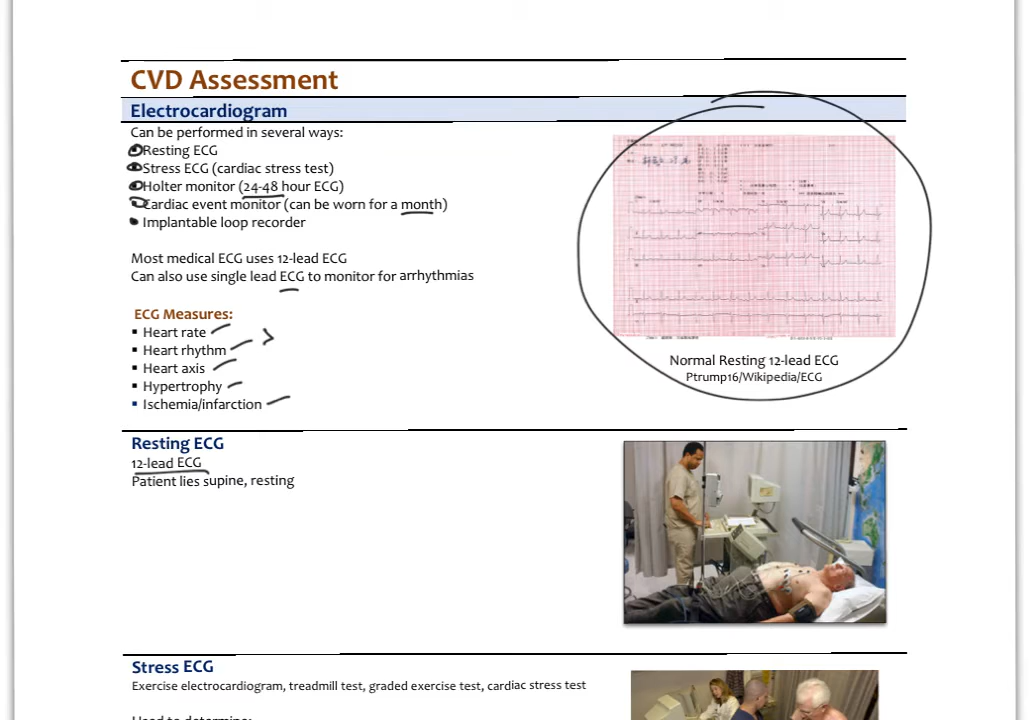 CVD Assessment
Electrocardiogram
Can be performed in several ways:
Resting ECG
Stress ECG (cardiac stress test)
Holter monitor (24-48 hour ECG)
Cardiac event monitor (can be worn for a month)
Implantable loop recorder
Most medical ECG uses 12-lead ECG
Can also use single lead ECG to monitor for arrhythmias
ECG Measures:
▪ Heart rate
▪ Heart rhythm
▪ Heart axis
▪ Hypertrophy
▪ Ischemia/infarction
Normal Resting 12-lead ECG
Ptrump16/Wikipedia/ECG
Resting ECG
12-lead ECG
Patient lies supine, resting
Stress ECG
Exercise electrocardiogram, treadmill test, graded exercise test, cardiac stress test
Used to determine: